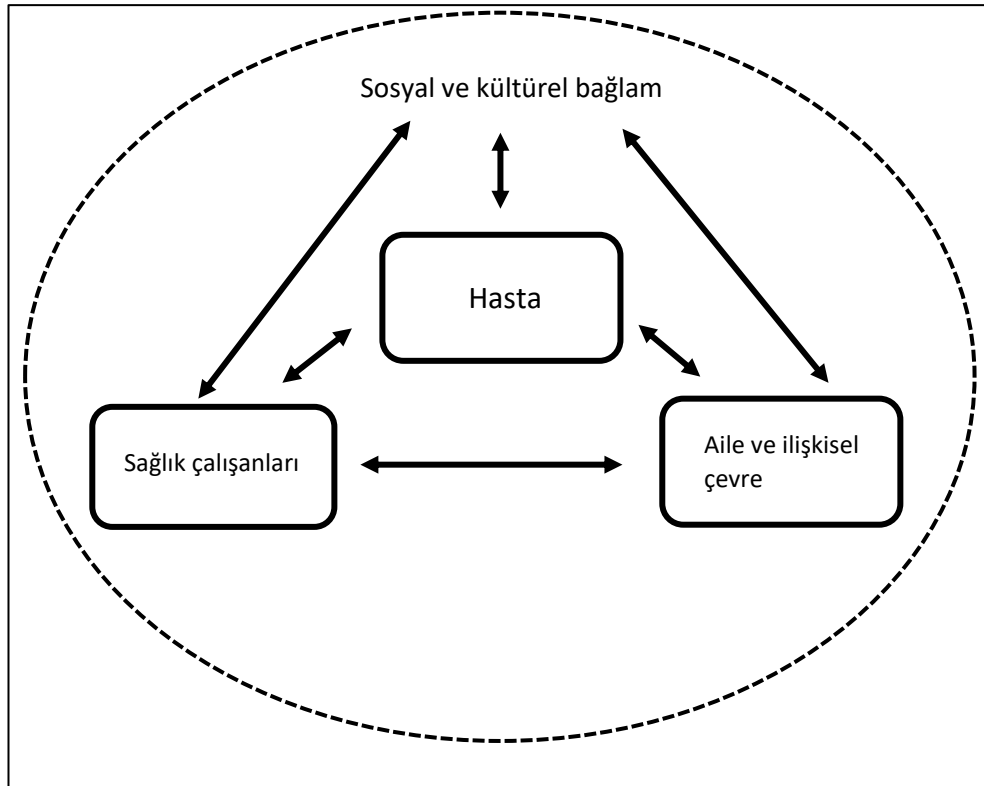 Sosyal ve kültürel bağlam
Hasta
Sağlık çalışanları
Aile ve ilişkisel
çevre